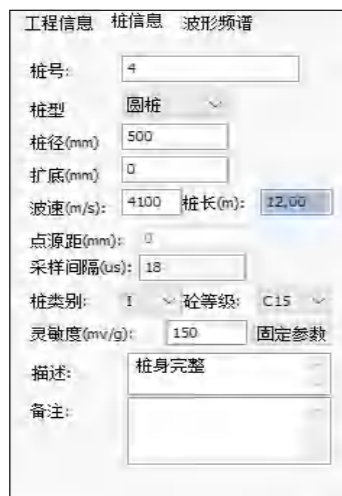 工程信息 桩信息 波形频谱
桩号: 4
桩型 圆桩
桩径(mm) 500
扩底(mm) 0
波速(m/s): 4100 桩长(m): 12.00
点源距(mm): 0
采样间隔(us): 18
桩类别: I 砼等级: C15
灵敏度(mv/g): 150 固定参数
描述: 桩身完整
备注: